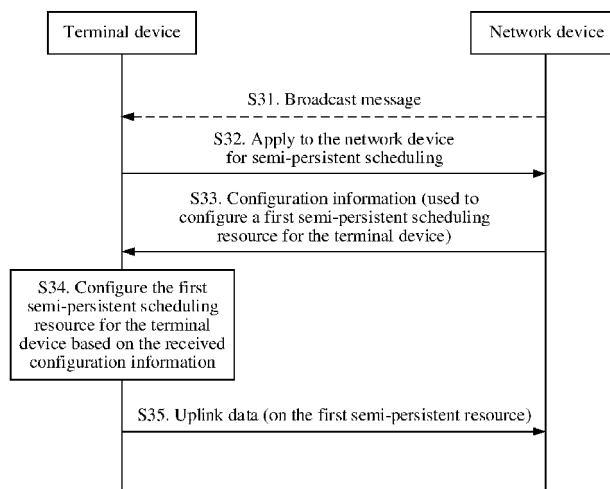 Terminal device
Network device
S31. Broadcast message
S32. Apply to the network device
for semi-persistent scheduling
S33. Configuration information (used to
configure a first semi-persistent scheduling
resource for the terminal device)
S34. Configure the first
semi-persistent scheduling
resource for the terminal
device based on the received
configuration information
S35. Uplink data (on the first semi-persistent resource)